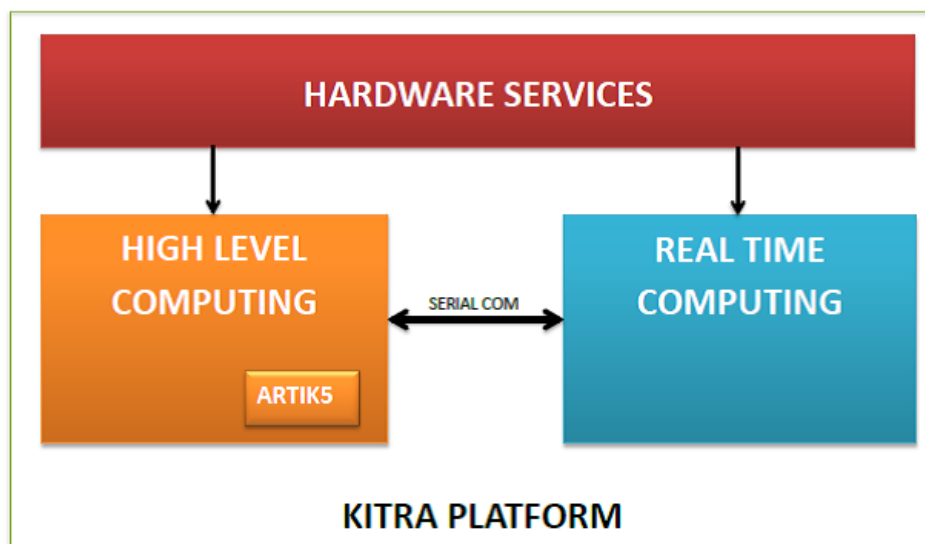 HARDWARE SERVICES
HIGH LEVEL
COMPUTING
SERIAL COM
REAL TIME
COMPUTING
ARTIK5
KITRA PLATFORM